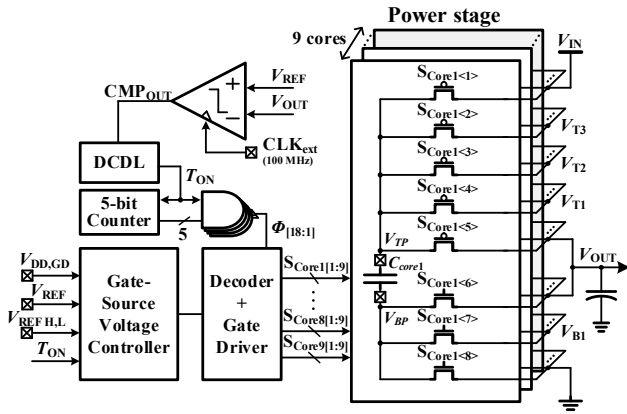 Power stage
9 cores
V_IN
V_REF
V_OUT
+
−
CMP_OUT
CLK_ext
(100 MHz)
DCDL
T_ON
5-bit
Counter
5
Φ[18:1]
V_DD,GD
V_REF
V_REF H,L
T_ON
Gate-
Source
Voltage
Controller
Decoder
+
Gate
Driver
S_Core1[1:9]
S_Core8[1:9]
S_Core9[1:9]
S_Core1<1>
S_Core1<2>
S_Core1<3>
S_Core1<4>
S_Core1<5>
V_TP
C_core1
V_BP
S_Core1<6>
S_Core1<7>
S_Core1<8>
V_T3
V_T2
V_T1
V_OUT
V_B1